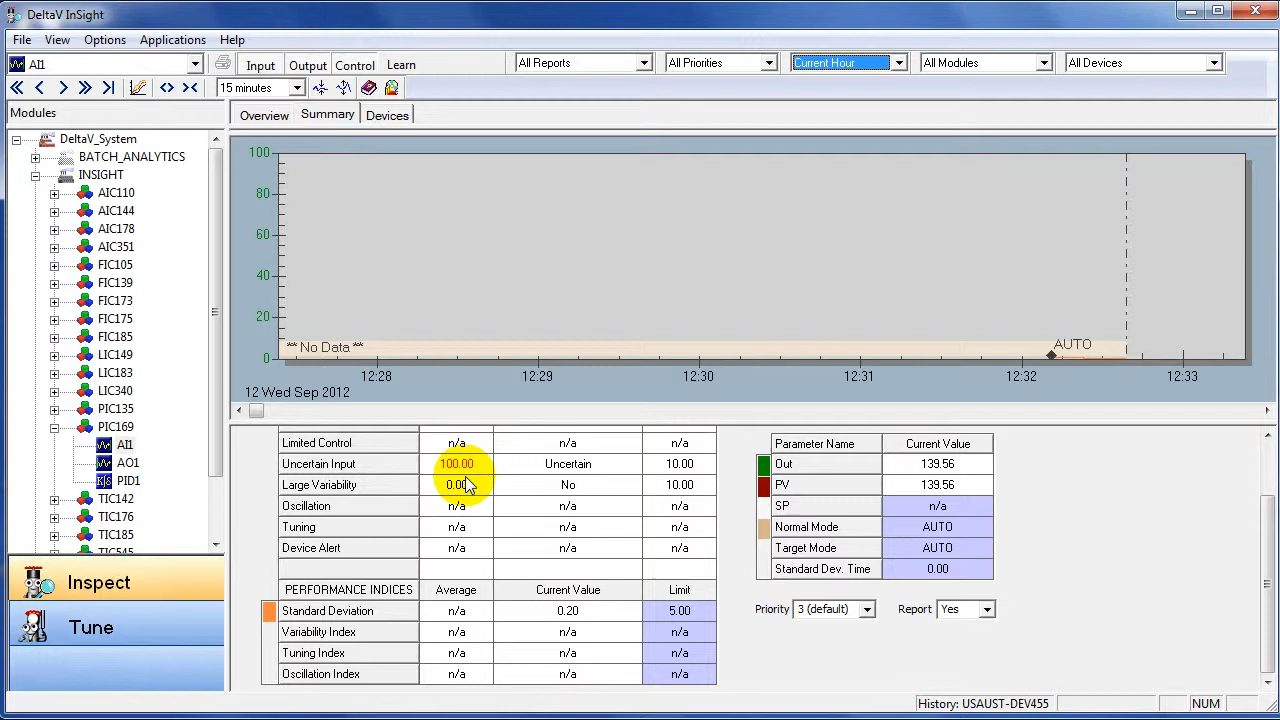 DeltaV InSight
File View Options Applications Help
AI1 Input Output Control Learn All Reports All Priorities Current Hour All Modules All Devices
15 minutes
Modules
Overview Summary Devices
DeltaV_System
BATCH_ANALYTICS
INSIGHT
AIC110
AIC144
AIC178
AIC351
FIC105
FIC139
FIC173
FIC175
FIC185
LIC149
LIC183
LIC340
PIC135
PIC169
AI1
AO1
PID1
TIC142
TIC176
TIC185
TIC545
Inspect
Tune
100
80
60
40
20
0
** No Data **
AUTO
12:28 12:29 12:30 12:31 12:32 12:33
12 Wed Sep 2012
Limited Control n/a n/a n/a
Uncertain Input 100.00 Uncertain 10.00
Large Variability 0.00 No 10.00
Oscillation n/a n/a n/a
Tuning n/a n/a n/a
Device Alert n/a n/a n/a
PERFORMANCE INDICES Average Current Value Limit
Standard Deviation n/a 0.20 5.00
Variability Index n/a n/a n/a
Tuning Index n/a n/a n/a
Oscillation Index n/a n/a n/a
Parameter Name Current Value
Out 139.56
PV 139.56
SP n/a
Normal Mode AUTO
Target Mode AUTO
Standard Dev. Time 0.00
Priority 3 (default) Report Yes
History: USAUST-DEV455 NUM